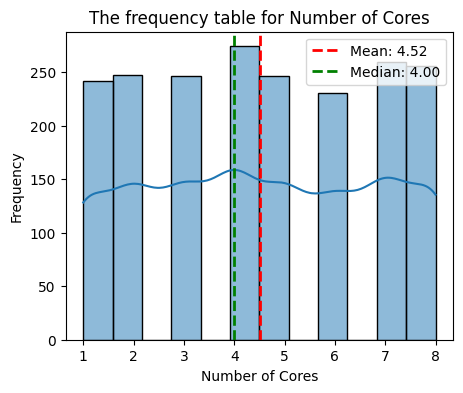 The frequency table for Number of Cores
Mean: 4.52
Median: 4.00
Frequency
250
200
150
100
50
0
1 2 3 4 5 6 7 8
Number of Cores